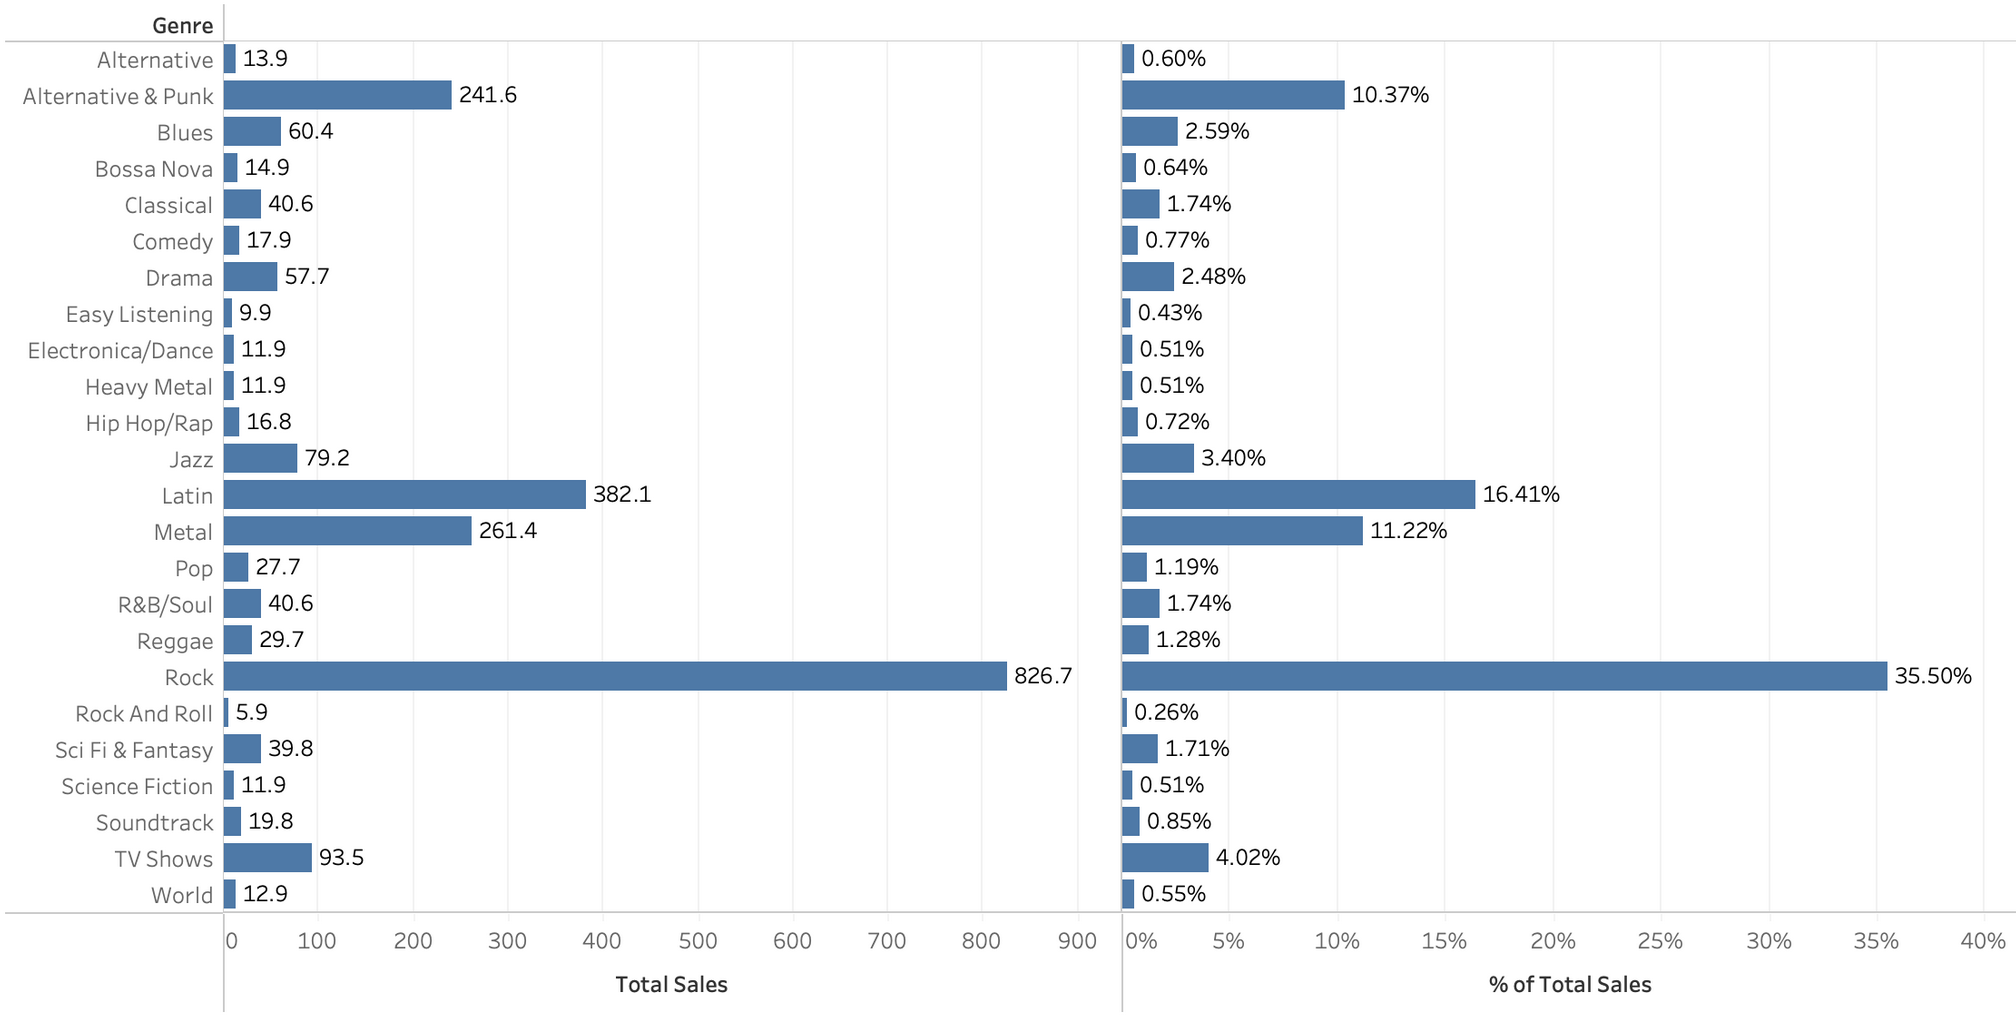 Genre
Alternative 13.9 0.60%
Alternative & Punk 241.6 10.37%
Blues 60.4 2.59%
Bossa Nova 14.9 0.64%
Classical 40.6 1.74%
Comedy 17.9 0.77%
Drama 57.7 2.48%
Easy Listening 9.9 0.43%
Electronica/Dance 11.9 0.51%
Heavy Metal 11.9 0.51%
Hip Hop/Rap 16.8 0.72%
Jazz 79.2 3.40%
Latin 382.1 16.41%
Metal 261.4 11.22%
Pop 27.7 1.19%
R&B/Soul 40.6 1.74%
Reggae 29.7 1.28%
Rock 826.7 35.50%
Rock And Roll 5.9 0.26%
Sci Fi & Fantasy 39.8 1.71%
Science Fiction 11.9 0.51%
Soundtrack 19.8 0.85%
TV Shows 93.5 4.02%
World 12.9 0.55%
0 100 200 300 400 500 600 700 800 900 0% 5% 10% 15% 20% 25% 30% 35% 40%
Total Sales % of Total Sales